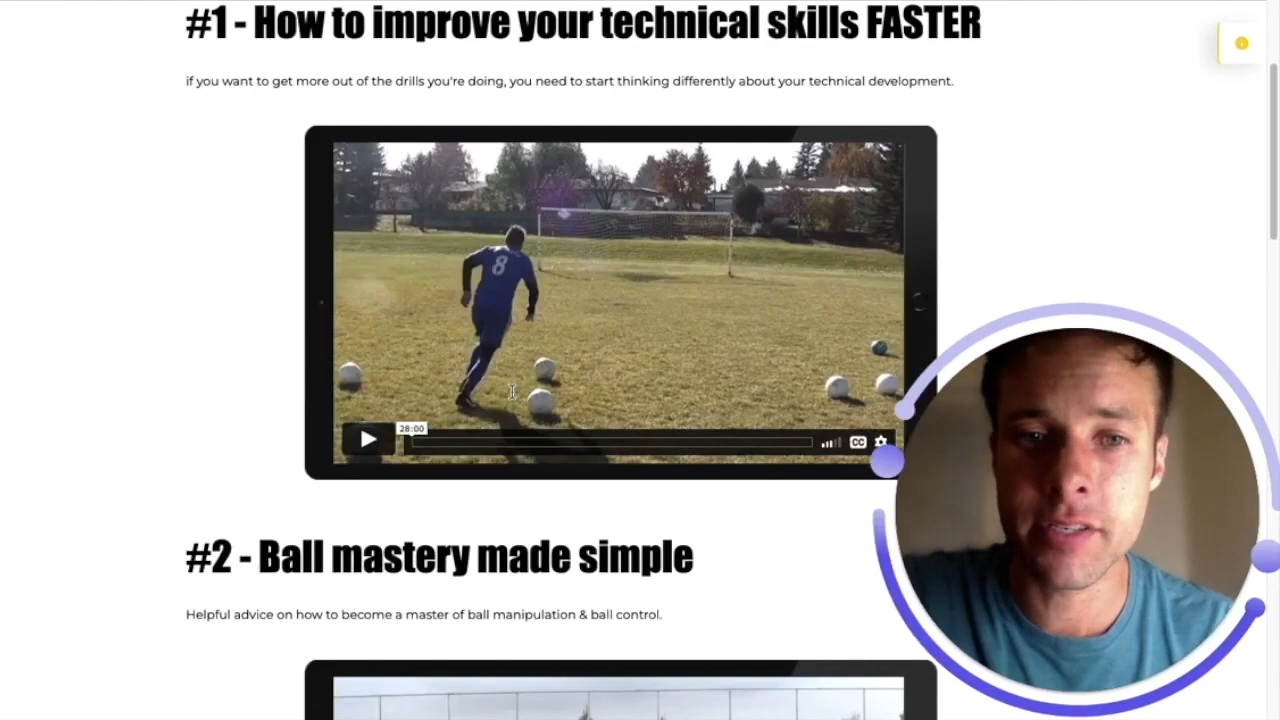 #1 - How to improve your technical skills FASTER
if you want to get more out of the drills you're doing, you need to start thinking differently about your technical development.
8
28:00
CC
#2 - Ball mastery made simple
Helpful advice on how to become a master of ball manipulation & ball control.